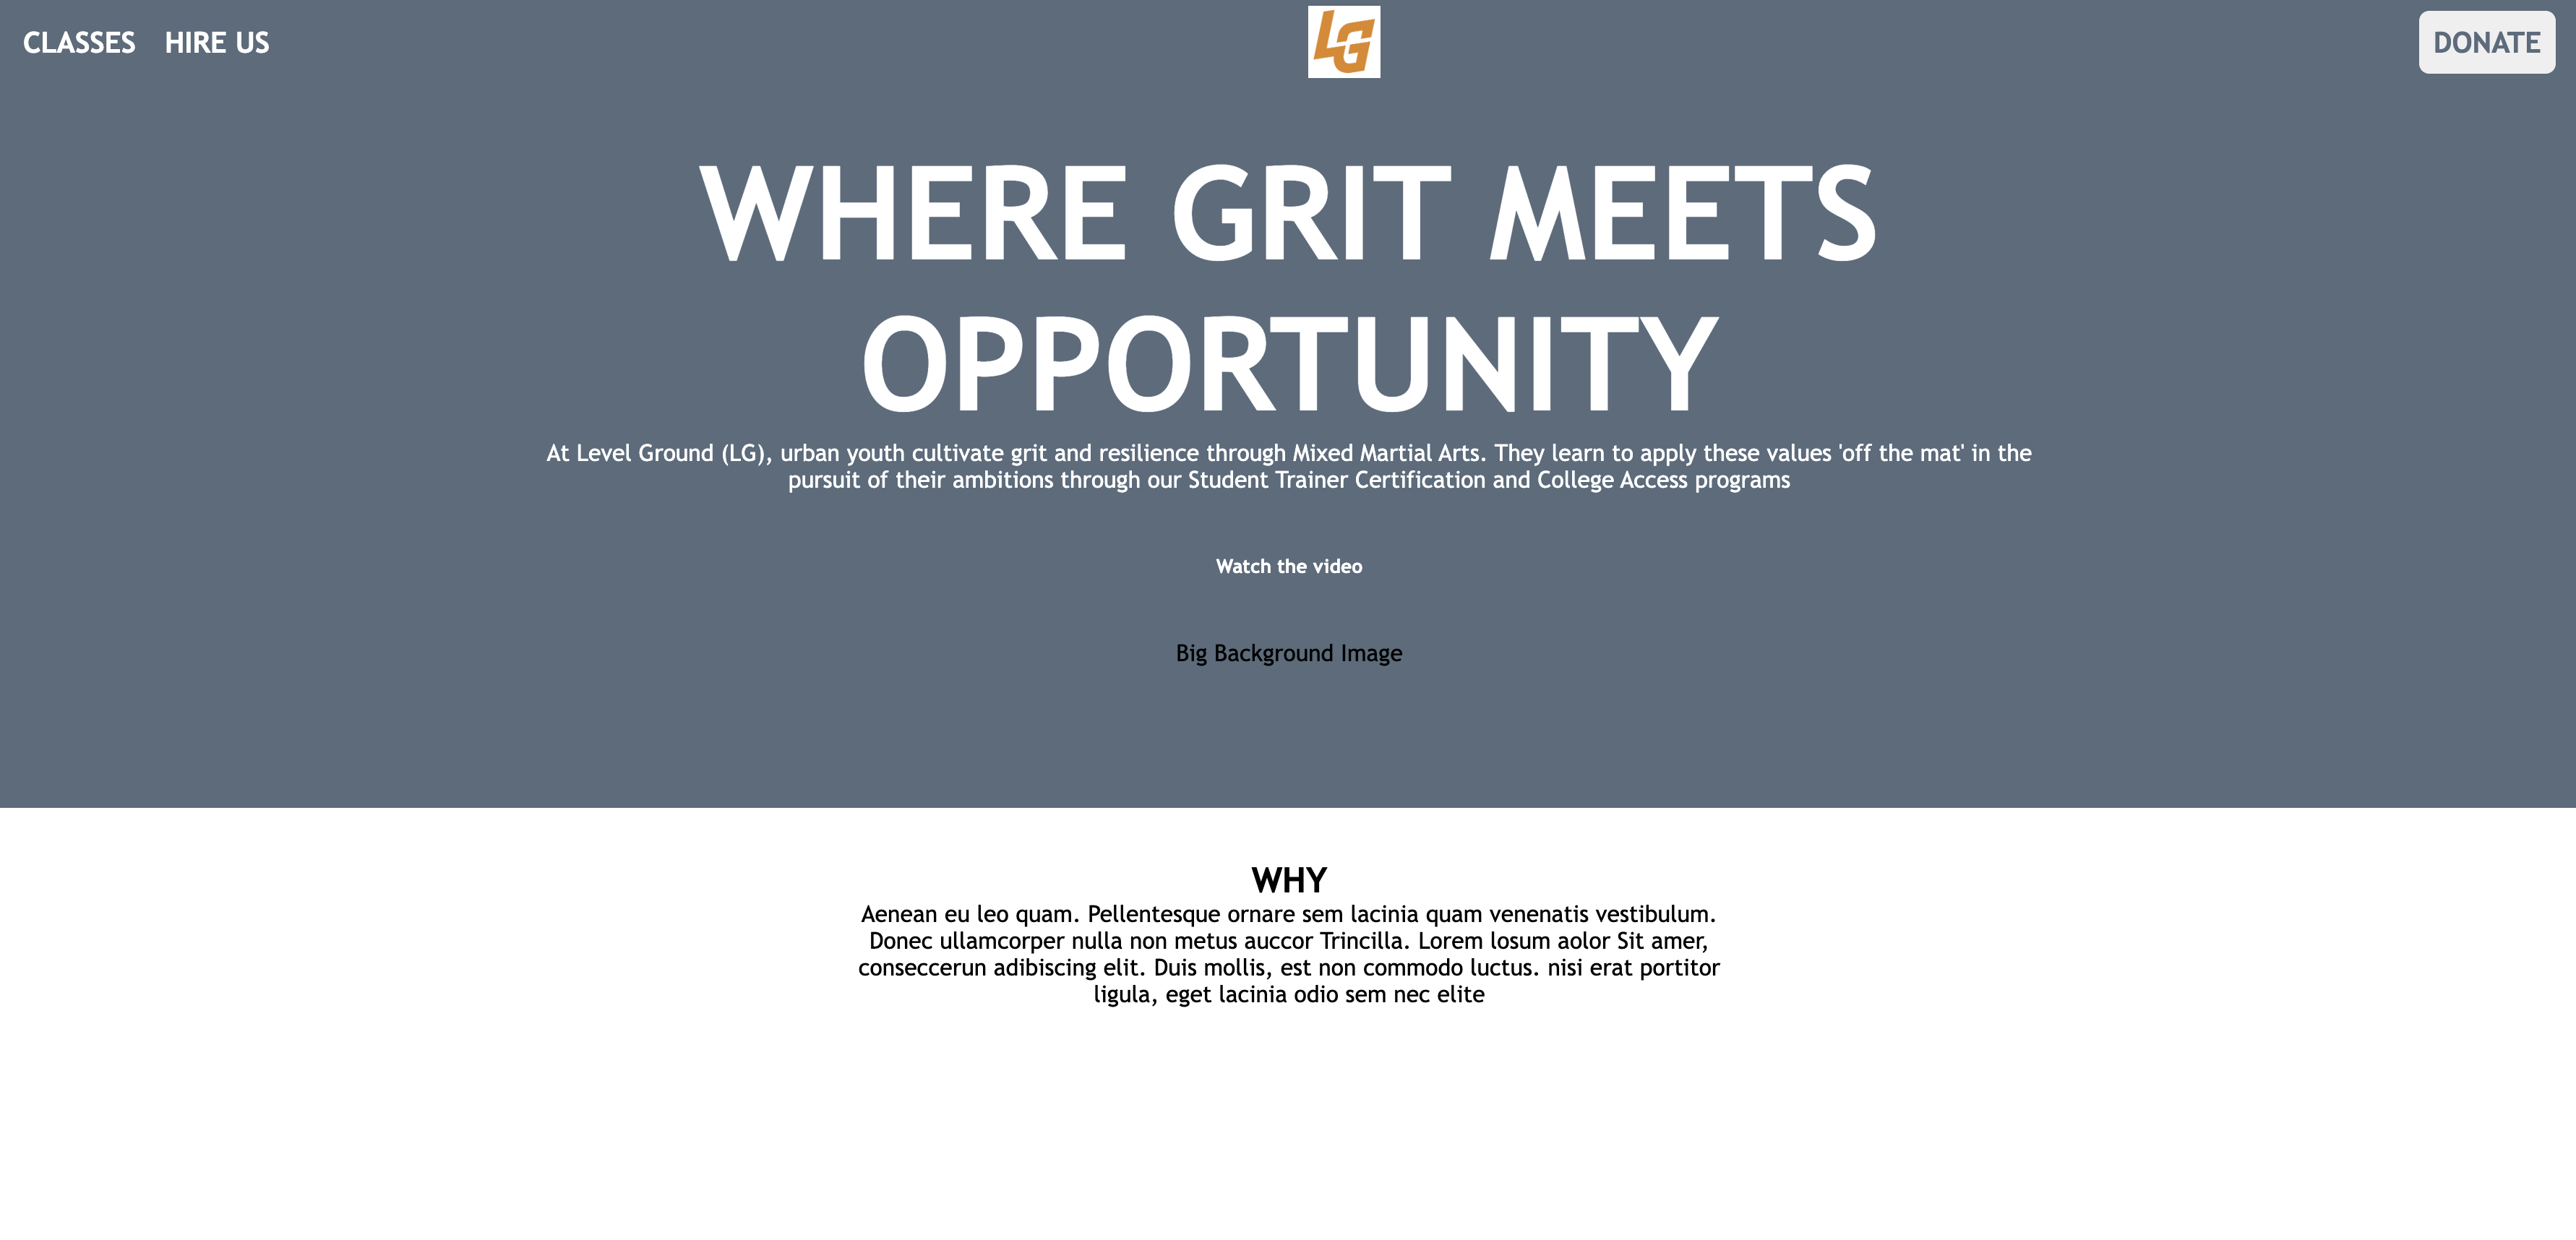 CLASSES HIRE US LG DONATE
WHERE GRIT MEETS
OPPORTUNITY
At Level Ground (LG), urban youth cultivate grit and resilience through Mixed Martial Arts. They learn to apply these values 'off the mat' in the
pursuit of their ambitions through our Student Trainer Certification and College Access programs
Watch the video
Big Background Image
WHY
Aenean eu leo quam. Pellentesque ornare sem lacinia quam venenatis vestibulum.
Donec ullamcorper nulla non metus auccor Trincilla. Lorem losum aolor Sit amer,
conseccerun adibiscing elit. Duis mollis, est non commodo luctus. nisi erat portitor
ligula, eget lacinia odio sem nec elite